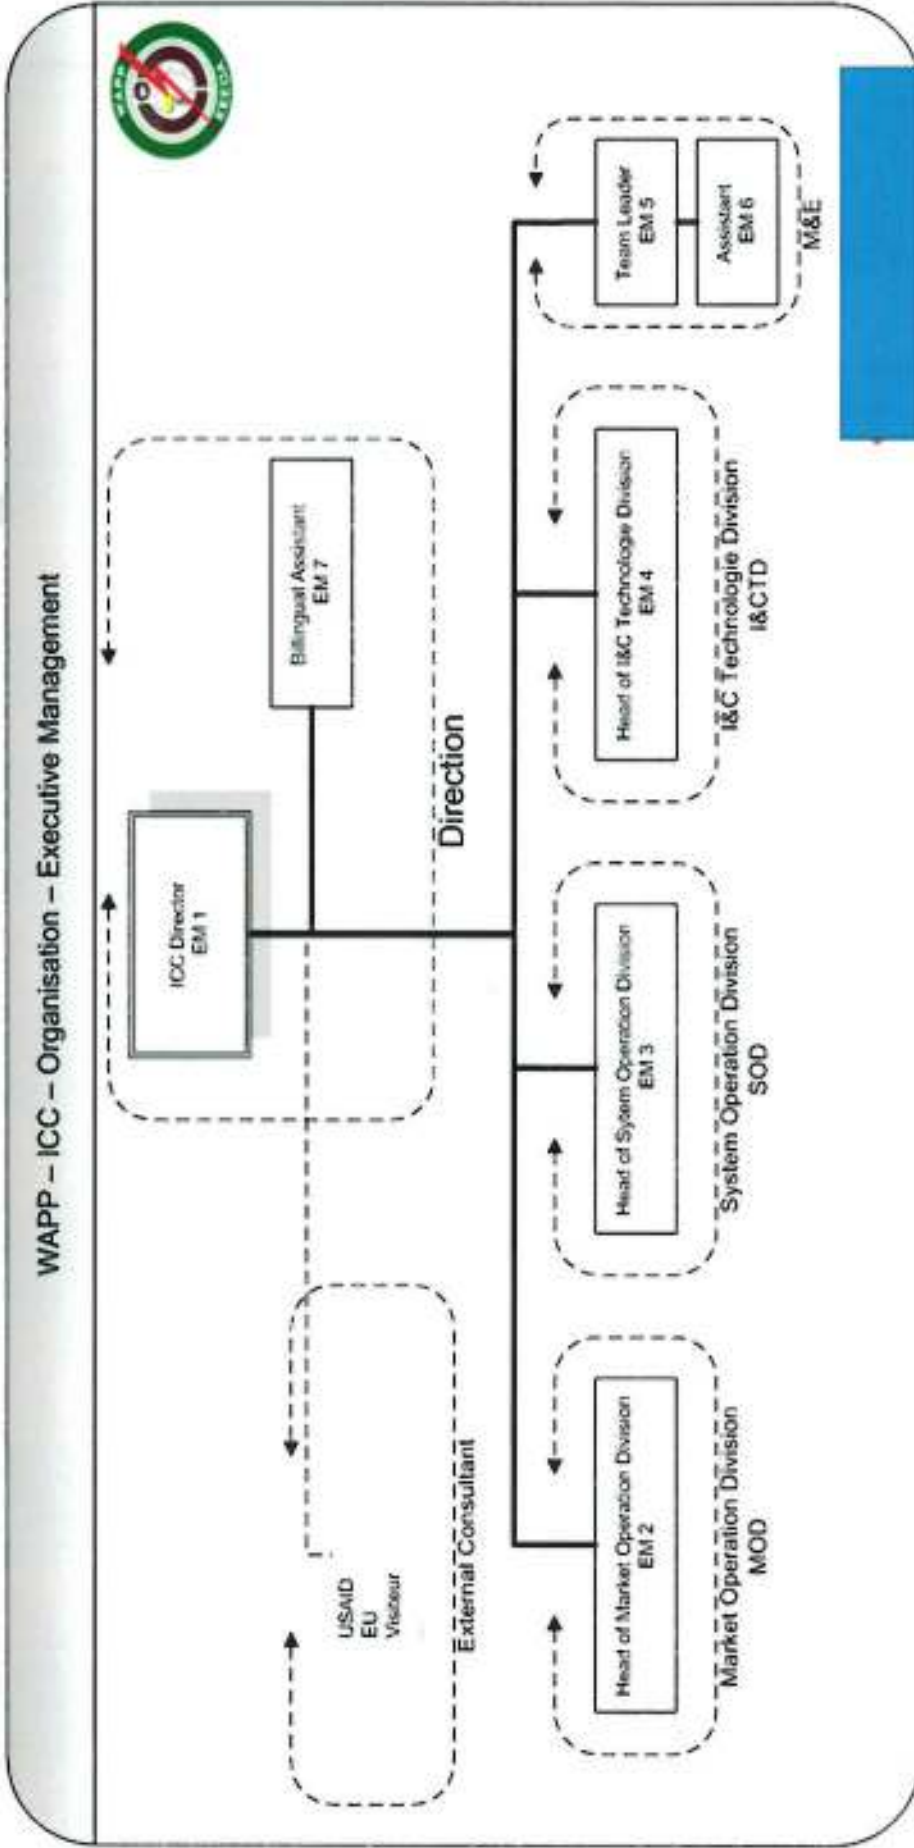 WAPP – ICC – Organisation – Executive Management
WAPP
ICC Director
EM 1
Billingual Assistant
EM 7
Direction
USAID
EU
Visiteur
External Consultant
Head of Market Operation Division
EM 2
Market Operation Division
MOD
Head of Sytem Operation Division
EM 3
System Operation Division
SOD
Head of I&C Technologie Division
EM 4
I&C Technologie Division
I&CTD
Team Leader
EM 5
Assistant
EM 6
M&E